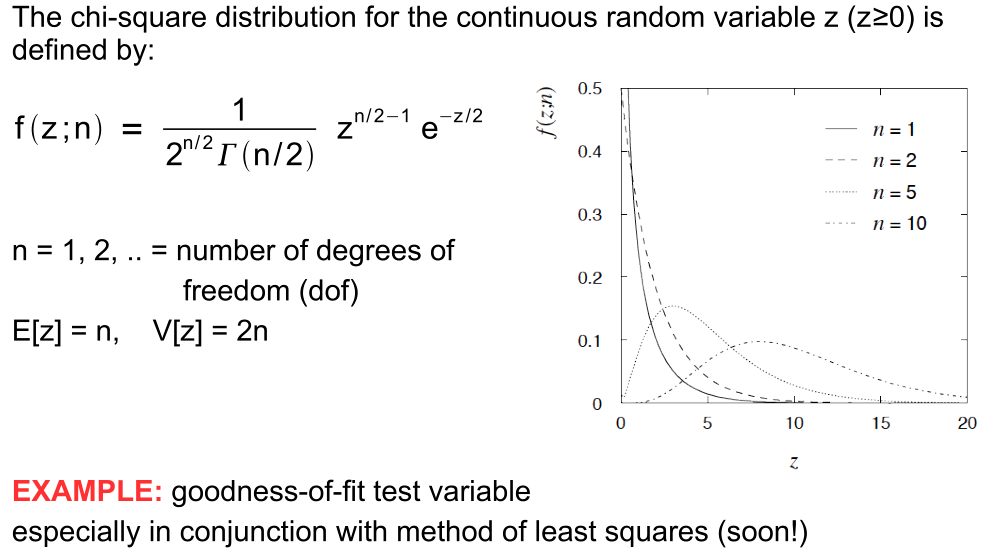 The chi-square distribution for the continuous random variable z (z≥0) is
defined by:
f(z;n) = 1 / (2^{n/2} Γ(n/2)) z^{n/2−1} e^{−z/2}
n = 1, 2, .. = number of degrees of
freedom (dof)
E[z] = n, V[z] = 2n
f(z;n)
0.5
0.4
0.3
0.2
0.1
0
0 5 10 15 20
z
n = 1
n = 2
n = 5
n = 10
EXAMPLE: goodness-of-fit test variable
especially in conjunction with method of least squares (soon!)